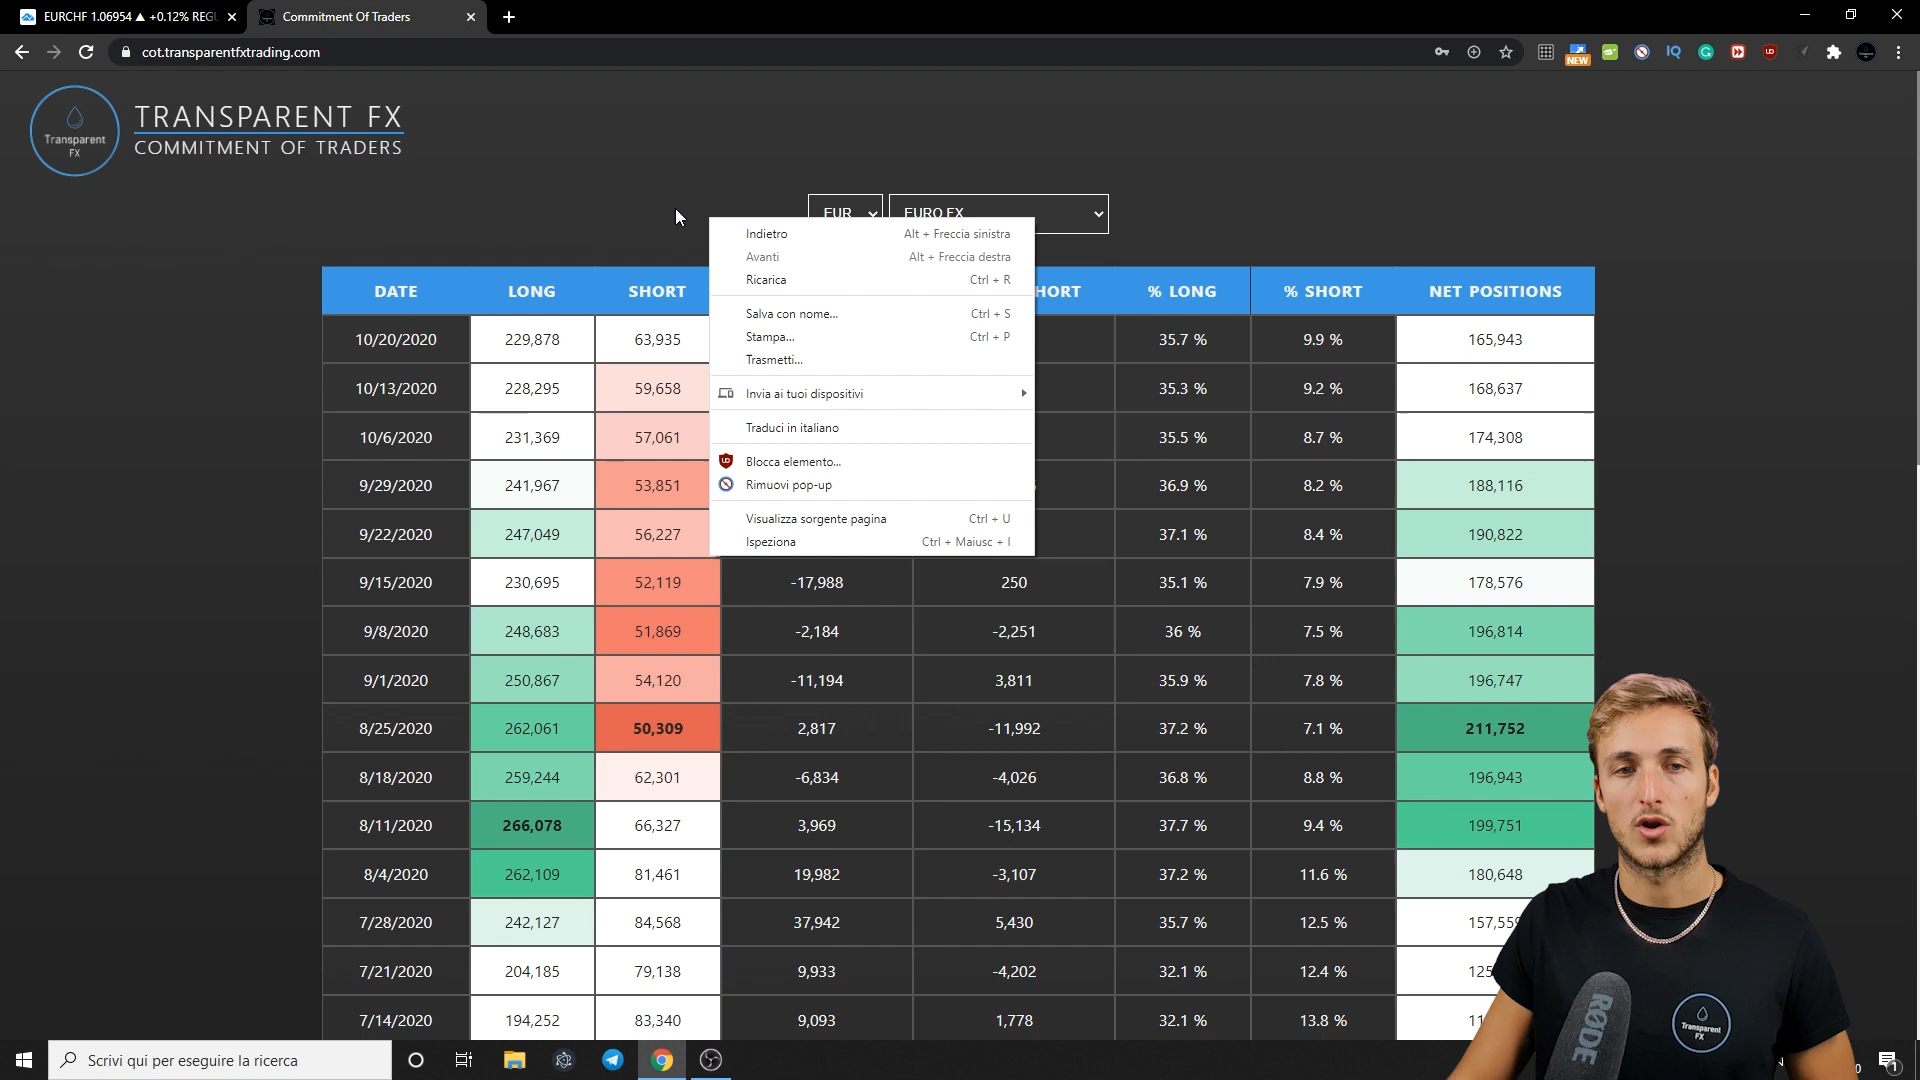 EURCHF 1.06954 ▲ +0.12% REGU
Commitment Of Traders
cot.transparentfxtrading.com
NEW
IQ
Transparent
FX
TRANSPARENT FX
COMMITMENT OF TRADERS
EUR EURO FX
Indietro Alt + Freccia sinistra
Avanti Alt + Freccia destra
Ricarica Ctrl + R
Salva con nome... Ctrl + S
Stampa... Ctrl + P
Trasmetti...
Invia ai tuoi dispositivi
Traduci in italiano
Blocca elemento...
Rimuovi pop-up
Visualizza sorgente pagina Ctrl + U
Ispeziona Ctrl + Maiusc + I
DATE LONG SHORT HORT % LONG % SHORT NET POSITIONS
10/20/2020 229,878 63,935 35.7 % 9.9 % 165,943
10/13/2020 228,295 59,658 35.3 % 9.2 % 168,637
10/6/2020 231,369 57,061 35.5 % 8.7 % 174,308
9/29/2020 241,967 53,851 36.9 % 8.2 % 188,116
9/22/2020 247,049 56,227 37.1 % 8.4 % 190,822
9/15/2020 230,695 52,119 -17,988 250 35.1 % 7.9 % 178,576
9/8/2020 248,683 51,869 -2,184 -2,251 36 % 7.5 % 196,814
9/1/2020 250,867 54,120 -11,194 3,811 35.9 % 7.8 % 196,747
8/25/2020 262,061 50,309 2,817 -11,992 37.2 % 7.1 % 211,752
8/18/2020 259,244 62,301 -6,834 -4,026 36.8 % 8.8 % 196,943
8/11/2020 266,078 66,327 3,969 -15,134 37.7 % 9.4 % 199,751
8/4/2020 262,109 81,461 19,982 -3,107 37.2 % 11.6 % 180,648
7/28/2020 242,127 84,568 37,942 5,430 35.7 % 12.5 % 157,559
7/21/2020 204,185 79,138 9,933 -4,202 32.1 % 12.4 % 125
7/14/2020 194,252 83,340 9,093 1,778 32.1 % 13.8 % 11
RØDE
Transparent
FX
Scrivi qui per eseguire la ricerca
0
1